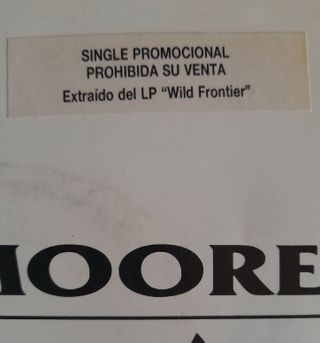 SINGLE PROMOCIONAL
PROHIBIDA SU VENTA
Extraído del LP "Wild Frontier"
MOORE